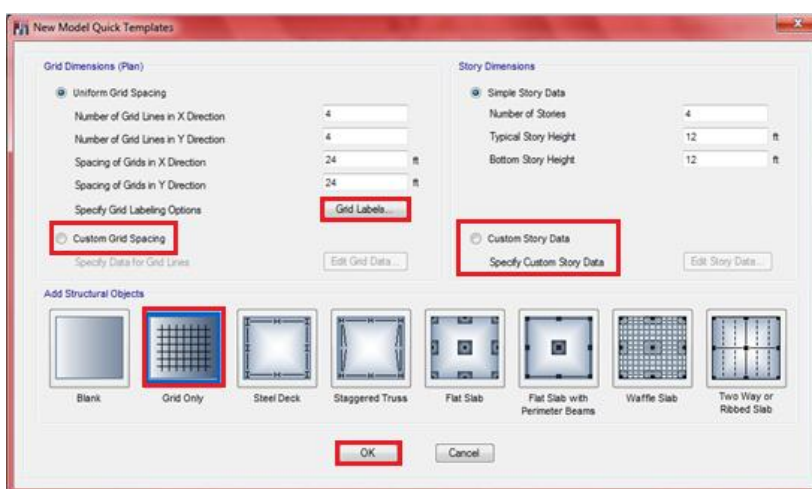 New Model Quick Templates
Grid Dimensions (Plan)
Uniform Grid Spacing
Number of Grid Lines in X Direction 4
Number of Grid Lines in Y Direction 4
Spacing of Grids in X Direction 24 ft
Spacing of Grids in Y Direction 24 ft
Specify Grid Labeling Options Grid Labels...
Custom Grid Spacing
Specify Data for Grid Lines Edit Grid Data...
Story Dimensions
Simple Story Data
Number of Stories 4
Typical Story Height 12 ft
Bottom Story Height 12 ft
Custom Story Data
Specify Custom Story Data Edit Story Data...
Add Structural Objects
Blank
Grid Only
Steel Deck
Staggered Truss
Flat Slab
Flat Slab with
Perimeter Beams
Waffle Slab
Two Way or
Ribbed Slab
OK Cancel